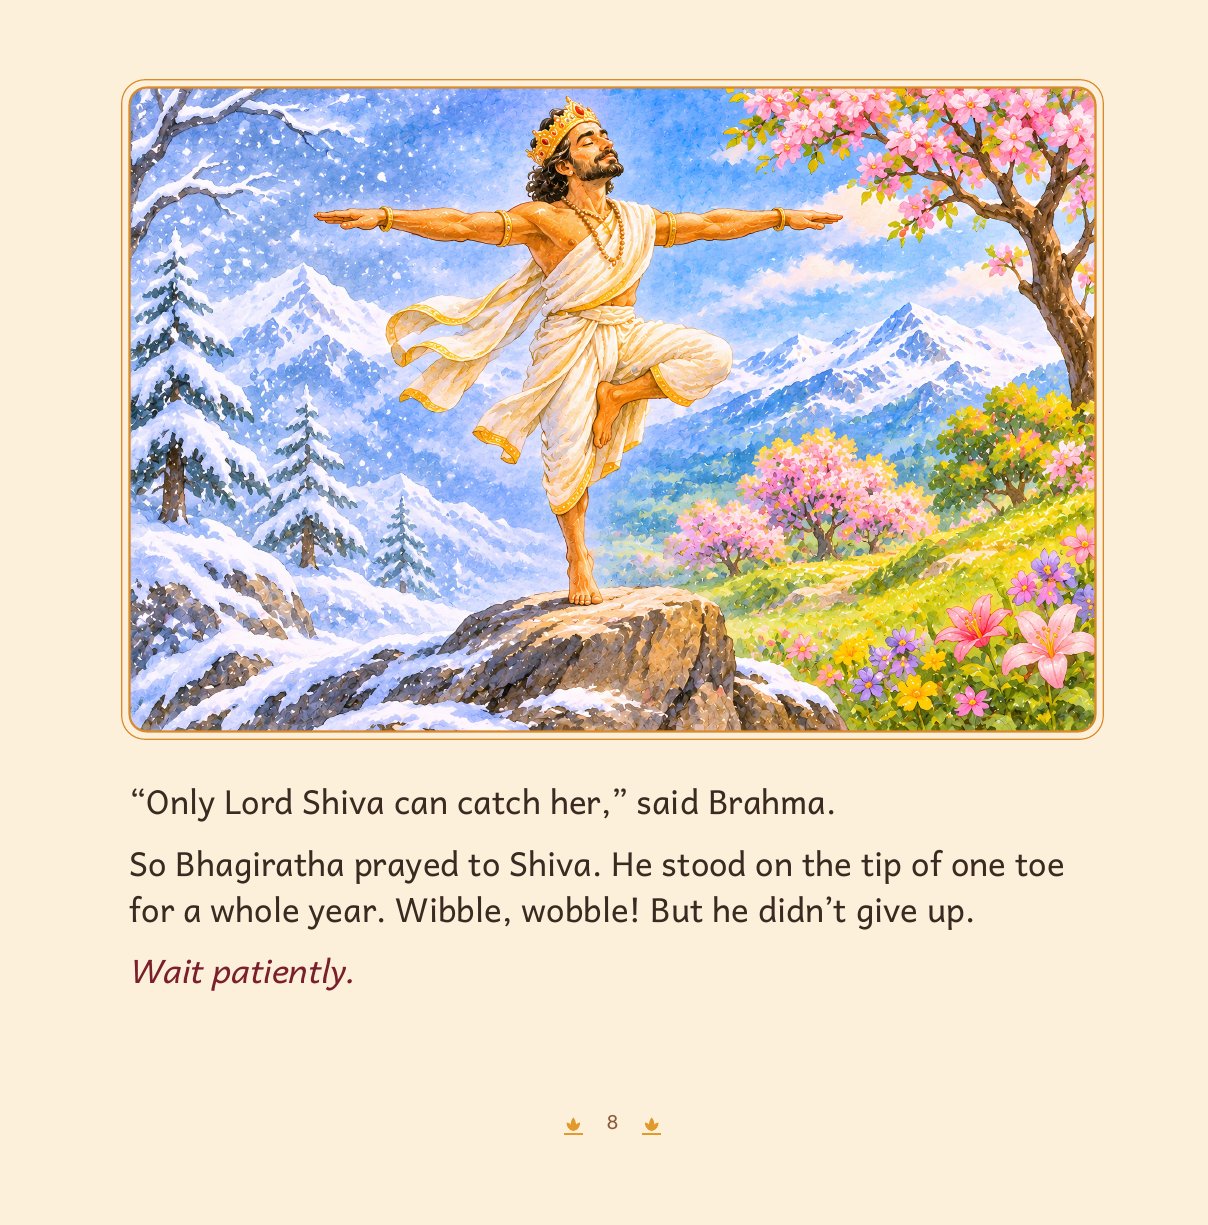 “Only Lord Shiva can catch her,” said Brahma.
So Bhagiratha prayed to Shiva. He stood on the tip of one toe
for a whole year. Wibble, wobble! But he didn’t give up.
Wait patiently.
8